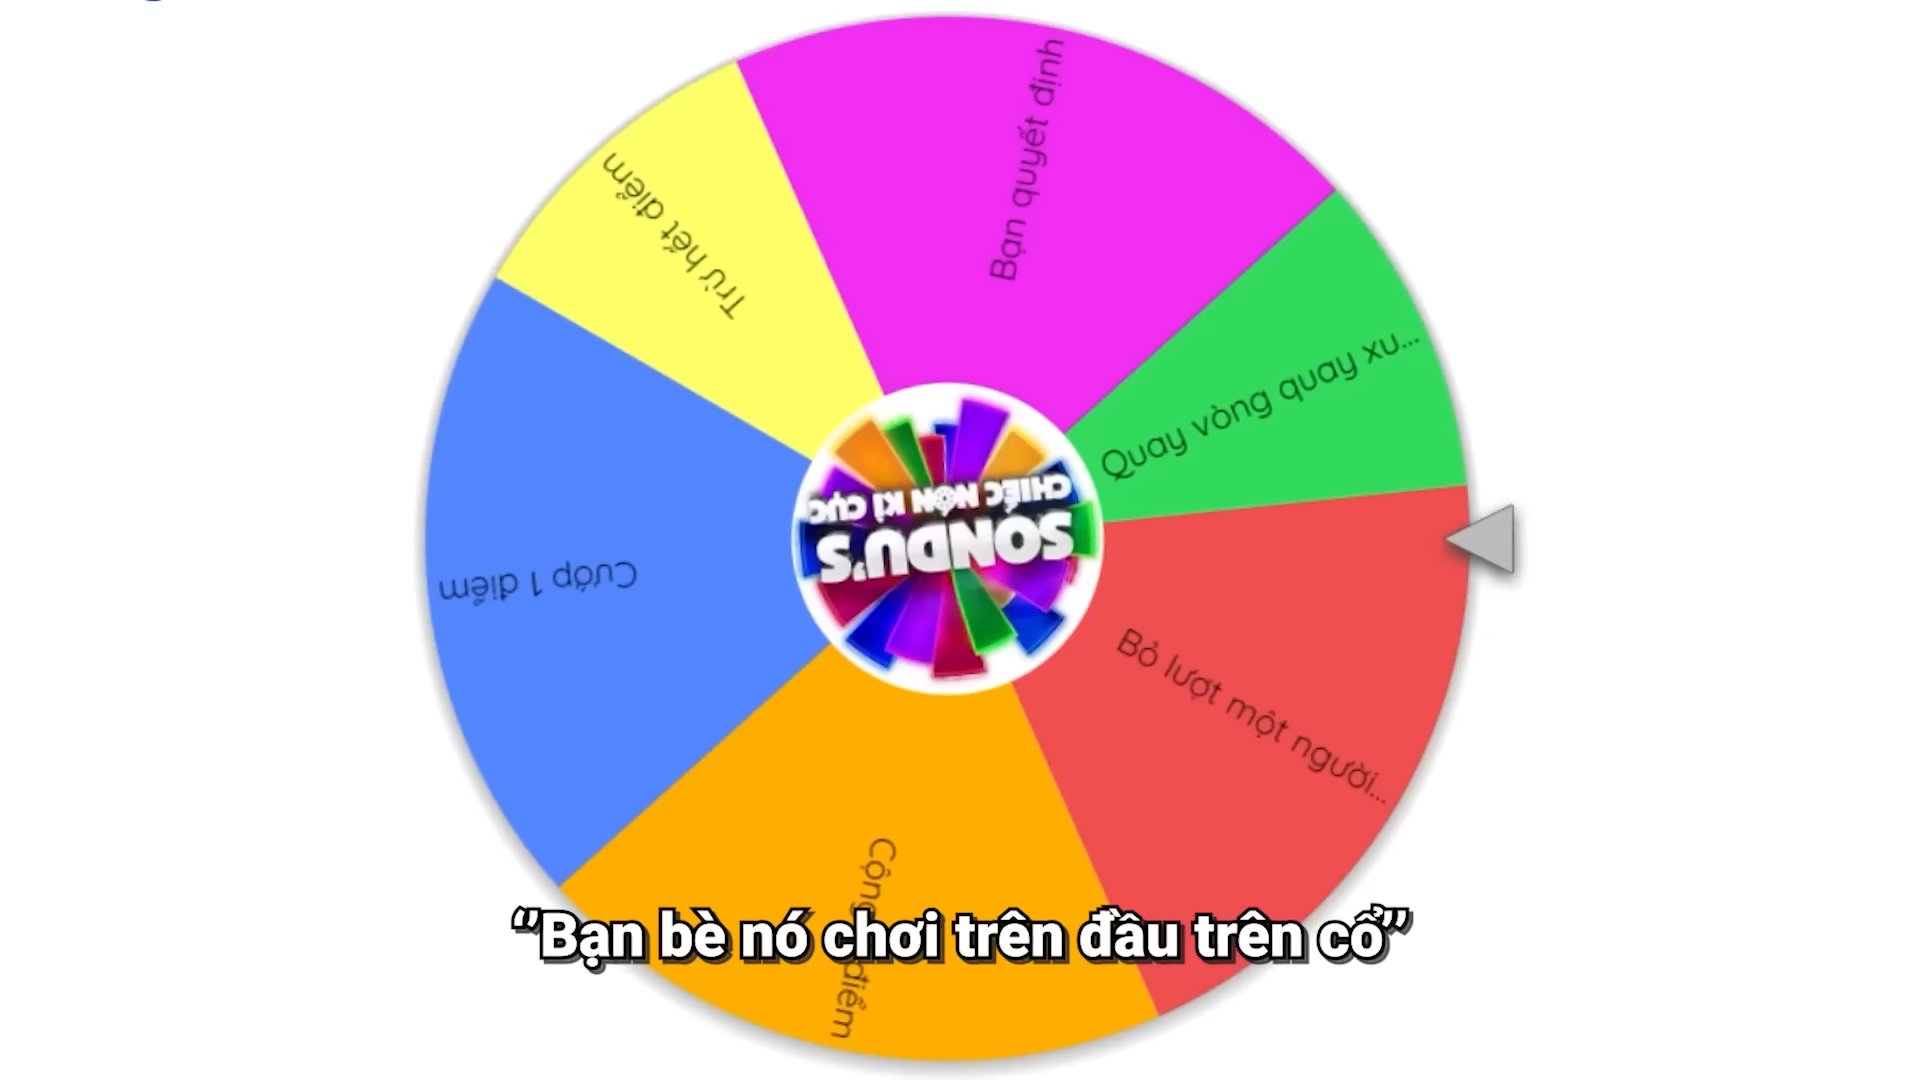 Bạn quyết định
Trừ hết điểm
Quay vòng quay xu...
CHIẾC NÓN KÌ CỤC
SONDU'S
Cướp 1 điểm
Bỏ lượt một người...
Cộng
điểm
“Bạn bè nó chơi trên đầu trên cổ”